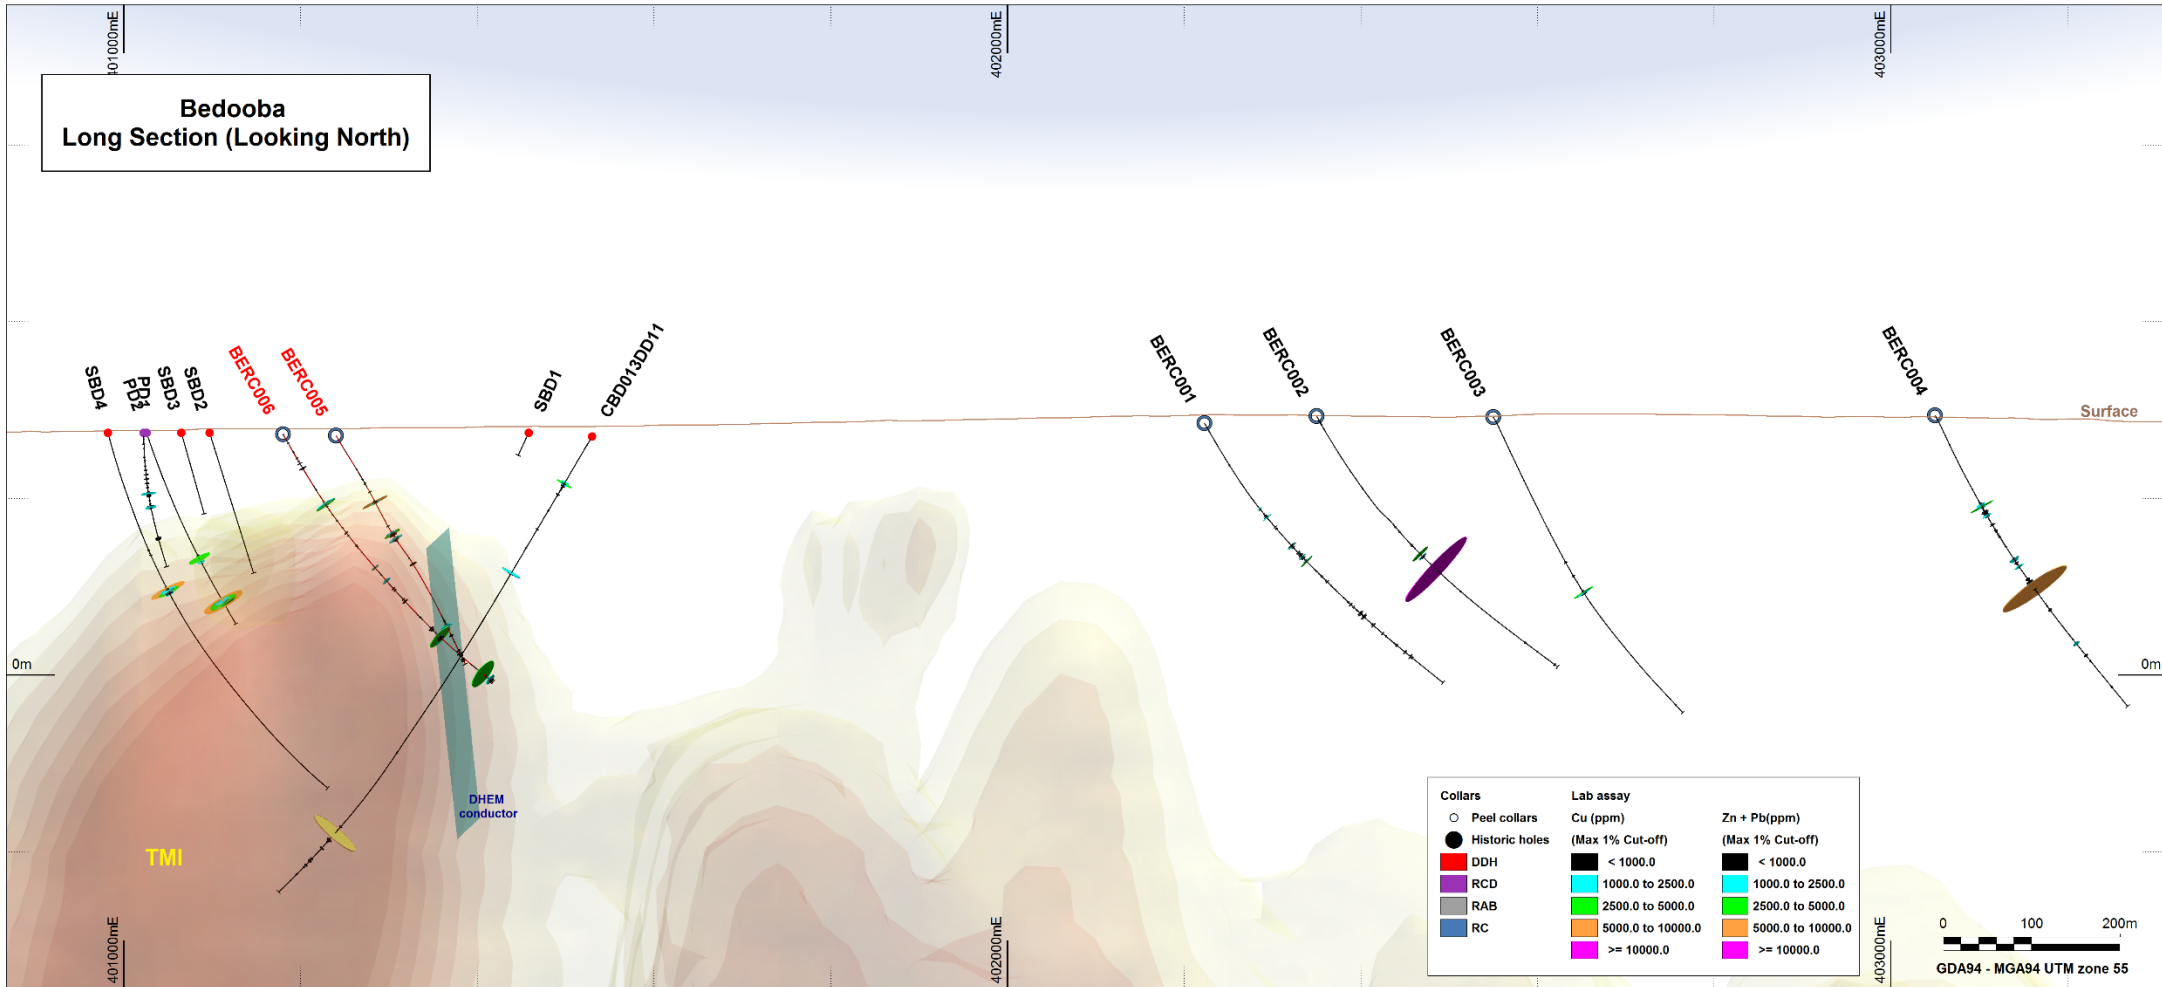 401000mE
402000mE
403000mE
Bedooba
Long Section (Looking North)
SBD4
PD2
PD1
SBD3
SBD2
BERC006
BERC005
SBD1
CBD013DD11
BERC001
BERC002
BERC003
BERC004
Surface
0m
0m
DHEM
conductor
TMI
Collars
Peel collars
Historic holes
DDH
RCD
RAB
RC
Lab assay
Cu (ppm)
(Max 1% Cut-off)
< 1000.0
1000.0 to 2500.0
2500.0 to 5000.0
5000.0 to 10000.0
>= 10000.0
Zn + Pb(ppm)
(Max 1% Cut-off)
< 1000.0
1000.0 to 2500.0
2500.0 to 5000.0
5000.0 to 10000.0
>= 10000.0
401000mE
402000mE
403000mE
0 100 200m
GDA94 - MGA94 UTM zone 55